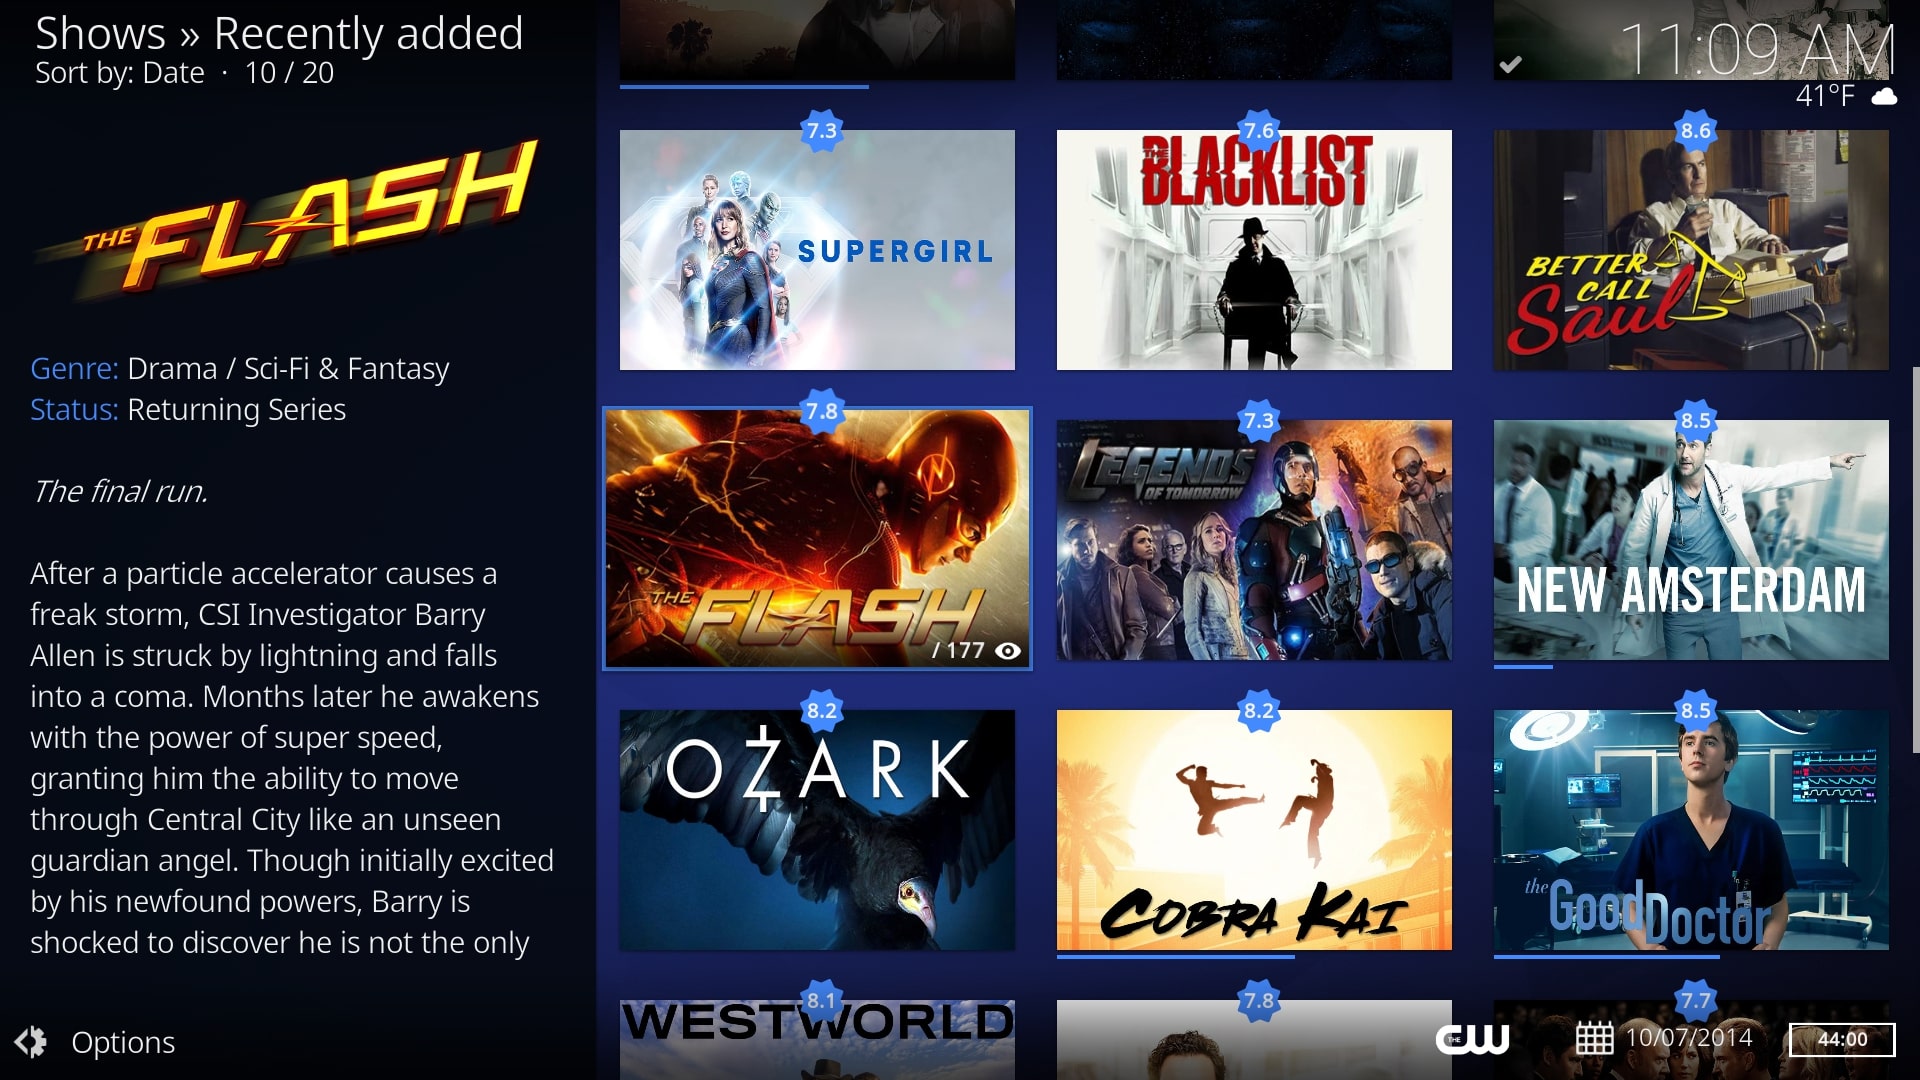 Shows » Recently added
Sort by: Date · 10 / 20
11:09 AM
41°F
THE FLASH
Genre: Drama / Sci-Fi & Fantasy
Status: Returning Series
The final run.
After a particle accelerator causes a
freak storm, CSI Investigator Barry
Allen is struck by lightning and falls
into a coma. Months later he awakens
with the power of super speed,
granting him the ability to move
through Central City like an unseen
guardian angel. Though initially excited
by his newfound powers, Barry is
shocked to discover he is not the only
Options
7.3
SUPERGIRL
7.6
THE
BLACKLIST
8.6
BETTER
CALL
Saul
7.8
THE FLASH
/ 177
7.3
LEGENDS
OF TOMORROW
8.5
NEW AMSTERDAM
8.2
OZARK
8.2
COBRA KAI
8.5
the Good Doctor
8.1
WESTWORLD
7.8
7.7
THE CW
10/07/2014
44:00